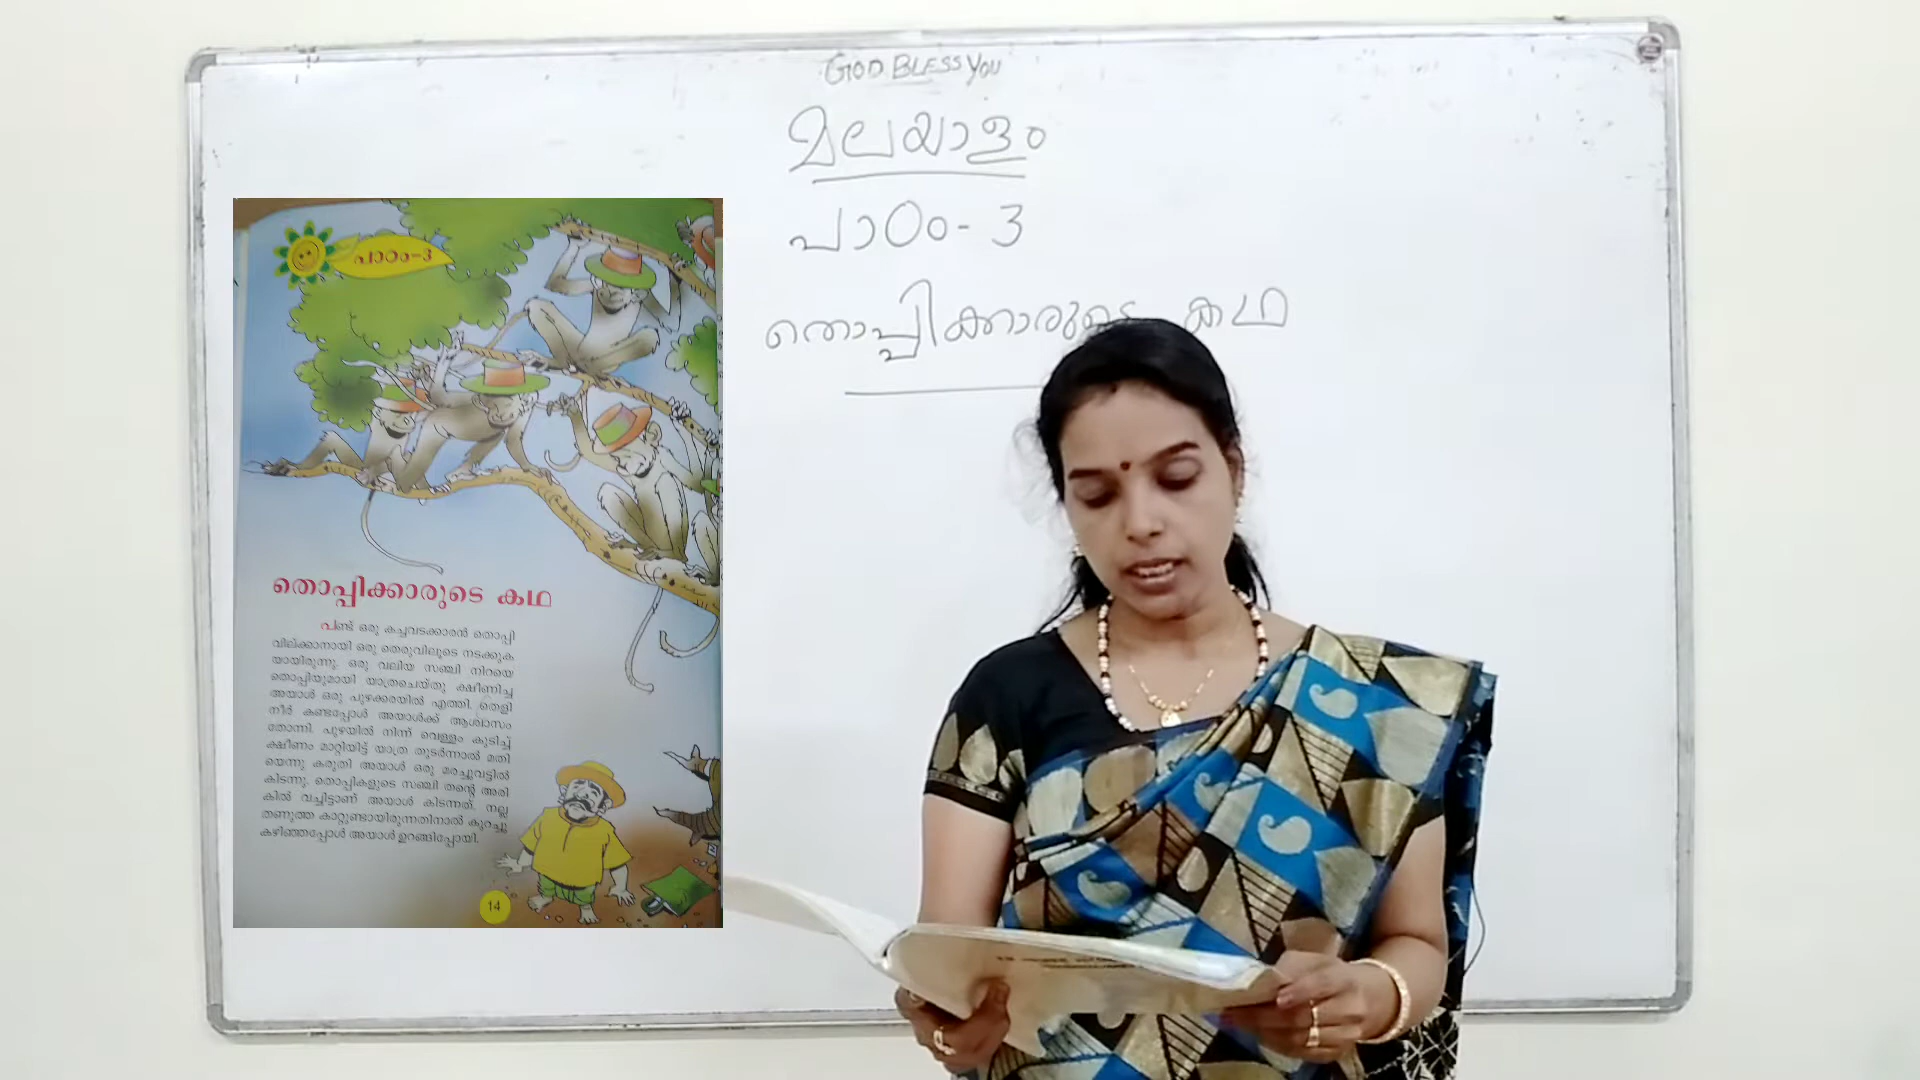 GOD BLESS YOU
മലയാളം
പാഠം - 3
തൊപ്പിക്കാരുടെ കഥ
പാഠം-3
തൊപ്പിക്കാരുടെ കഥ
പണ്ട് ഒരു കച്ചവടക്കാരൻ തൊപ്പി
വില്ക്കാനായി ഒരു തെരുവിലൂടെ നടക്കുക
യായിരുന്നു. ഒരു വലിയ സഞ്ചി നിറയെ
തൊപ്പിയുമായി യാത്രചെയ്തു ക്ഷീണിച്ച
അയാൾ ഒരു പുഴക്കരയിൽ എത്തി. തെളി
നീർ കണ്ടപ്പോൾ അയാൾക്ക് ആശ്വാസം
തോന്നി. പുഴയിൽ നിന്ന് വെള്ളം കുടിച്ച്
ക്ഷീണം മാറ്റിയിട്ട് യാത്ര തുടർന്നാൽ മതി
യെന്നു കരുതി അയാൾ ഒരു മരച്ചുവട്ടിൽ
കിടന്നു. തൊപ്പികളുടെ സഞ്ചി തന്റെ അരി
കിൽ വച്ചിട്ടാണ് അയാൾ കിടന്നത്. നല്ല
തണുത്ത കാറ്റുണ്ടായിരുന്നതിനാൽ കുറച്ചു
കഴിഞ്ഞപ്പോൾ അയാൾ ഉറങ്ങിപ്പോയി.
14